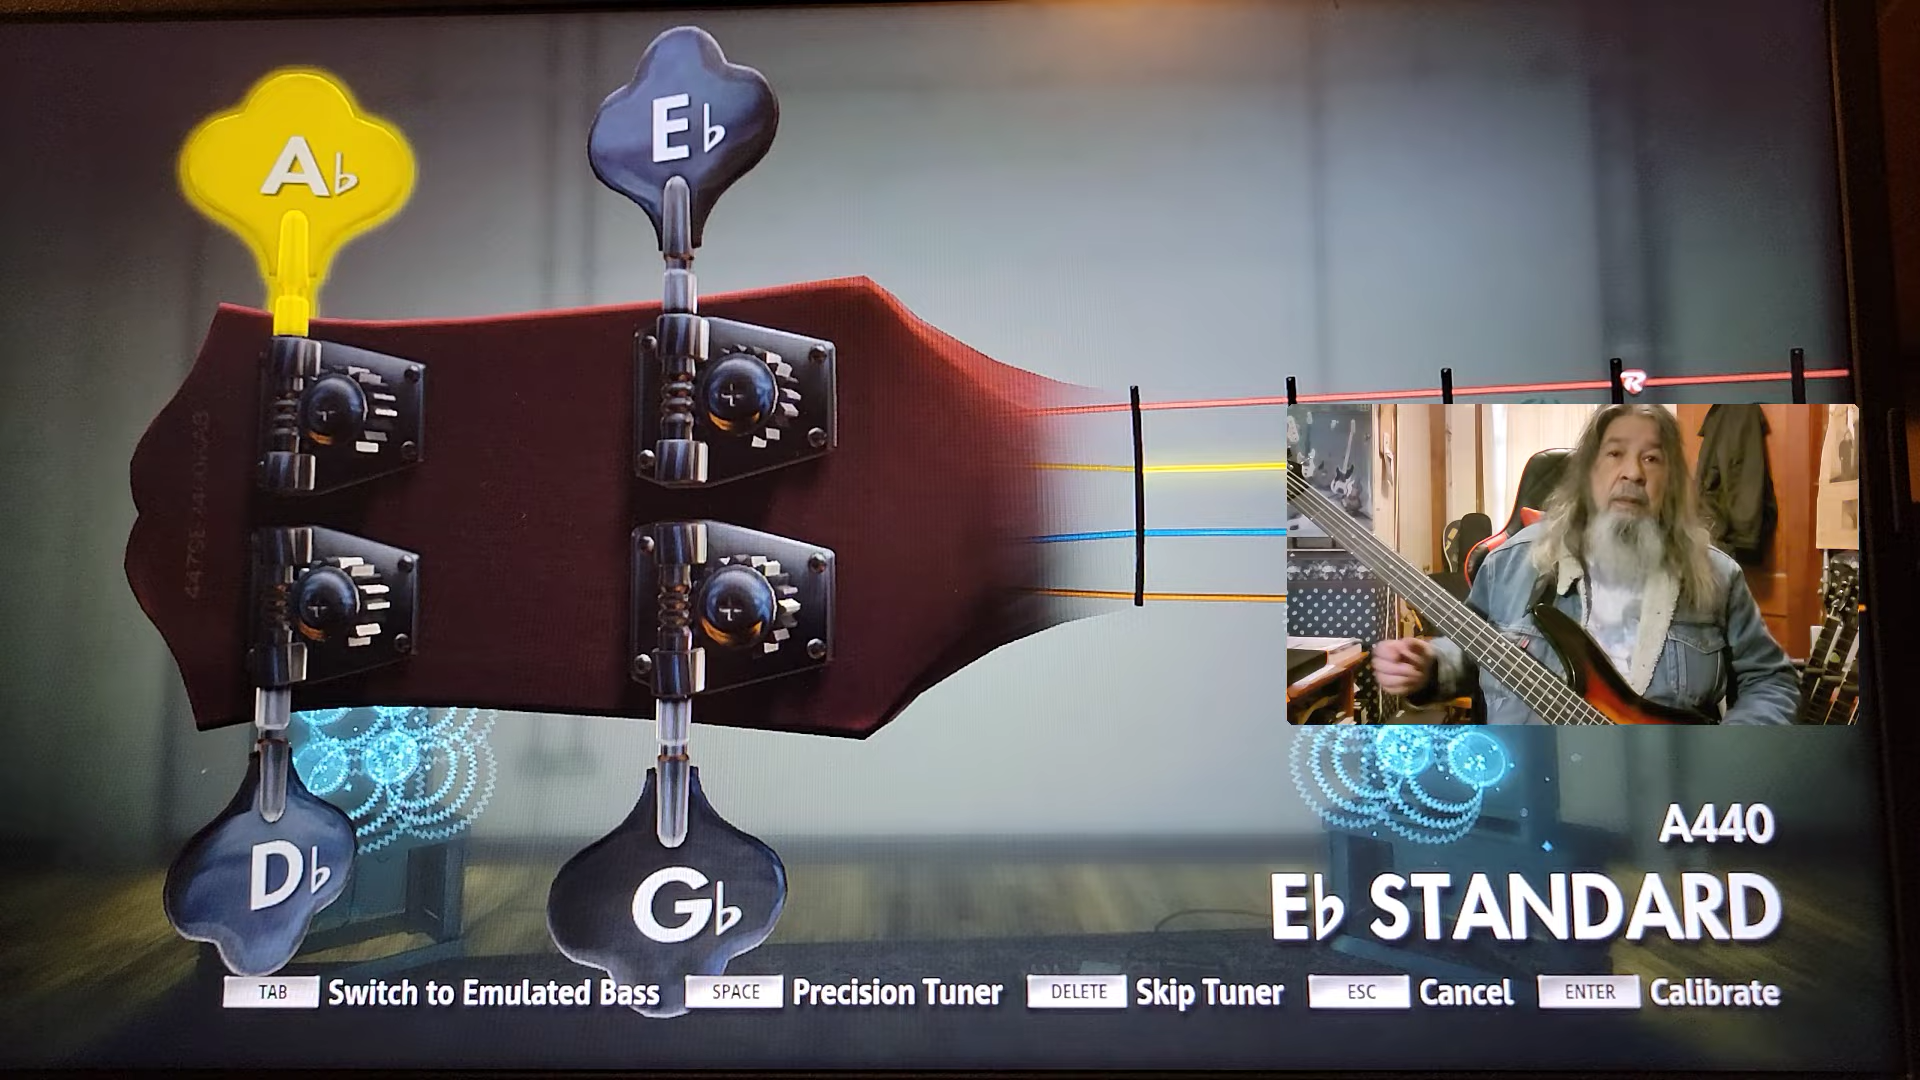 A♭
E♭
D♭
G♭
A440
E♭ STANDARD
TAB Switch to Emulated Bass SPACE Precision Tuner DELETE Skip Tuner ESC Cancel ENTER Calibrate